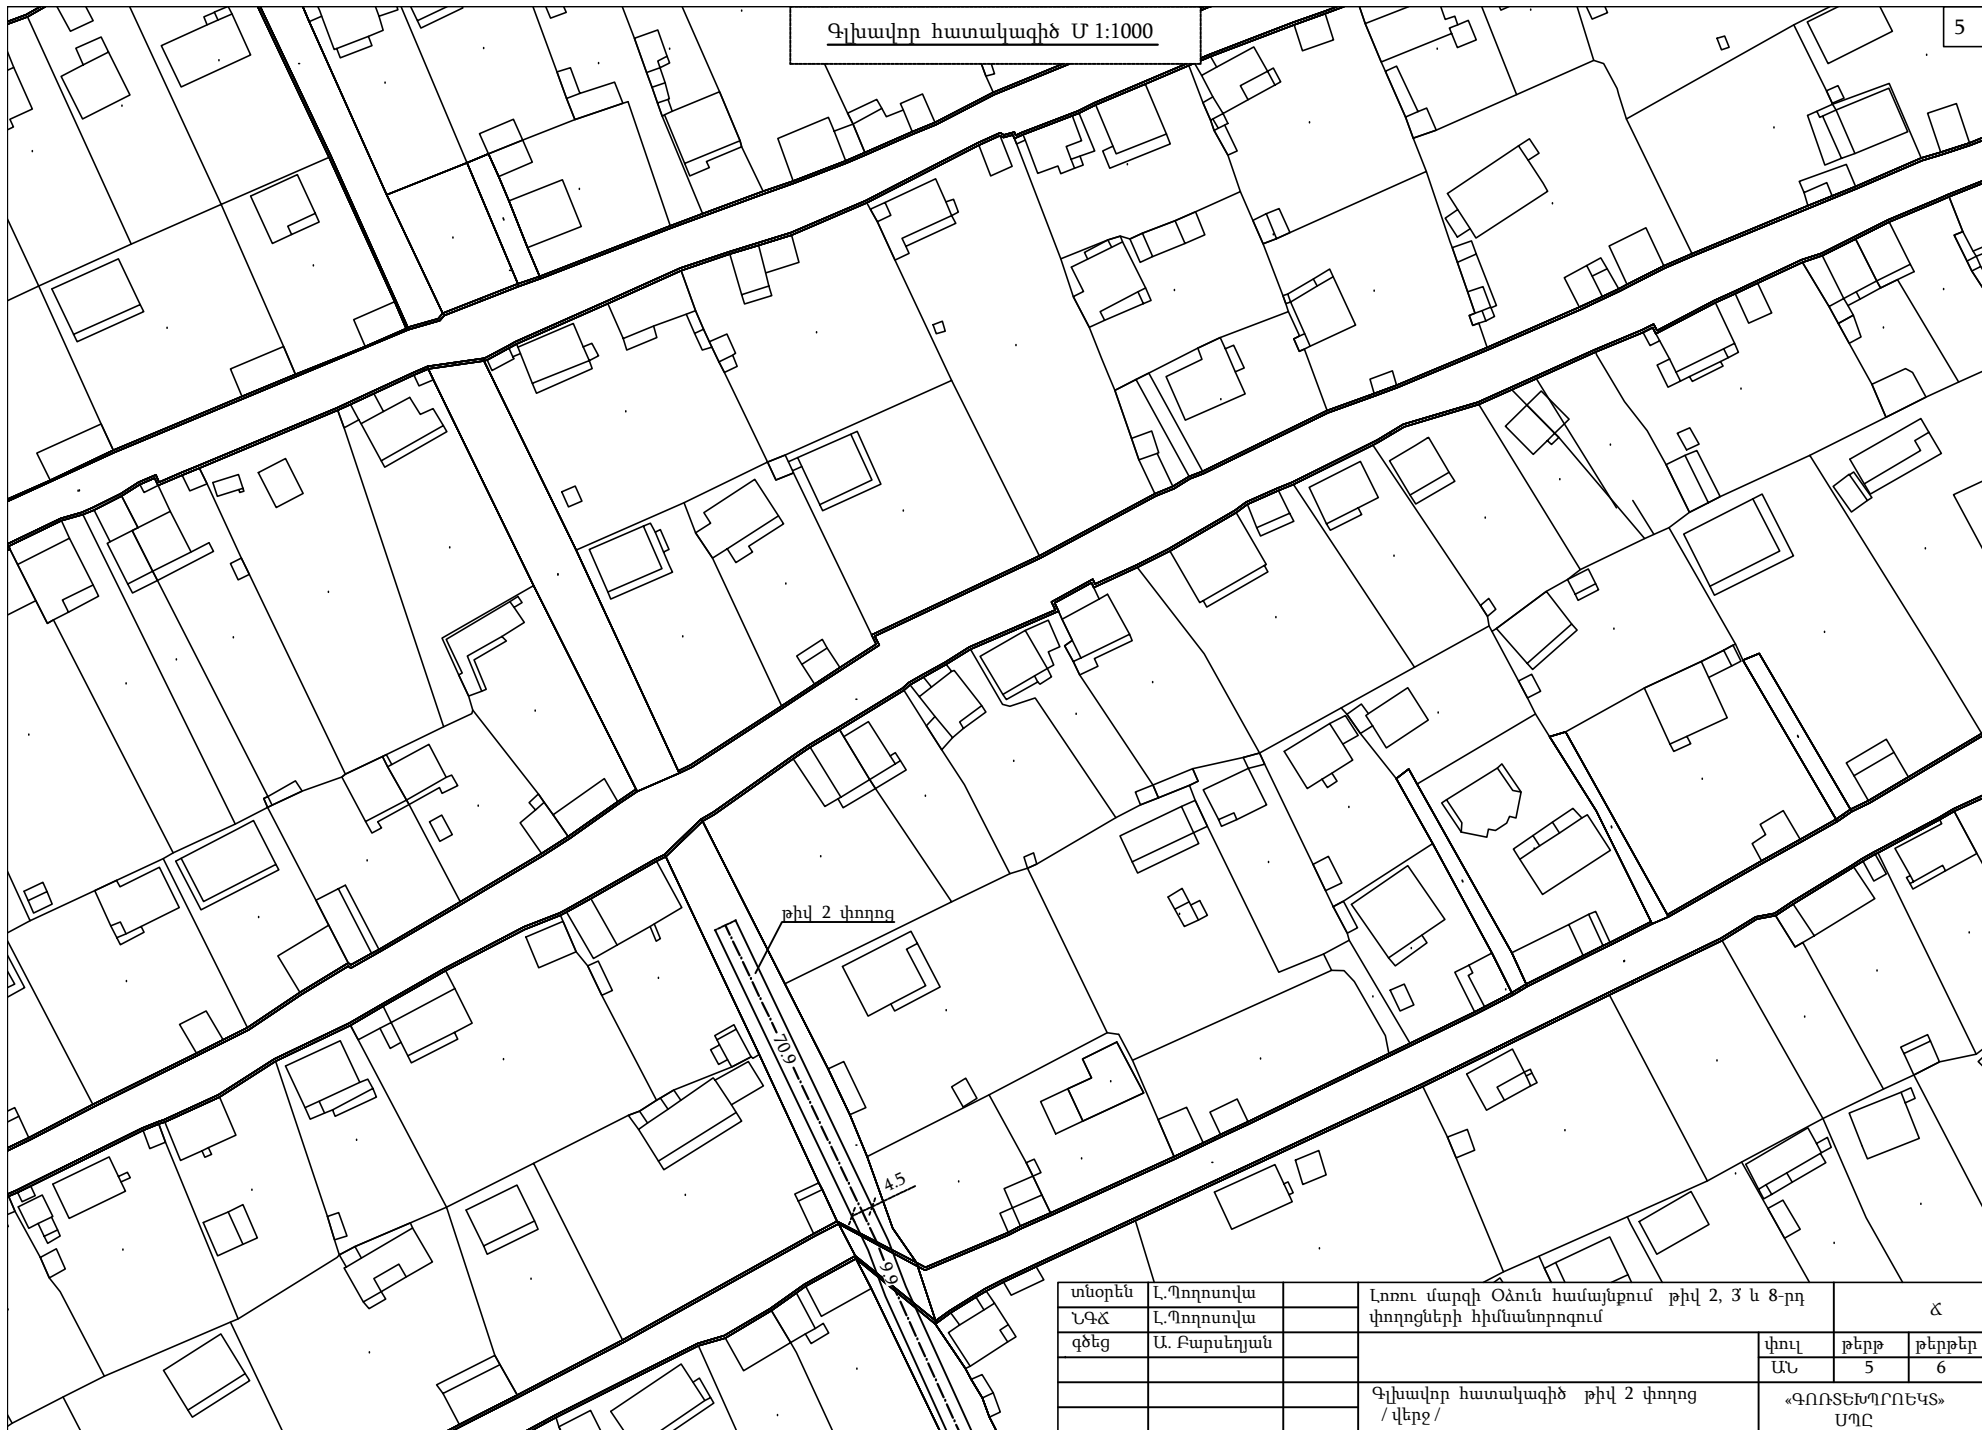 Գլխավոր հատակագիծ Մ 1:1000
5
թիվ 2 փողոց
70.9
4.5
9.9
տնօրեն Լ.Պողոսովա
ՆԳՃ Լ.Պողոսովա
գծեց Ա. Բարսեղյան
Լոռու մարզի Օձուն համայնքում թիվ 2, 3 և 8-րդ
փողոցների հիմնանորոգում
Ճ
փուլ թերթ թերթեր
ԱՆ 5 6
Գլխավոր հատակագիծ թիվ 2 փողոց
/ վերջ /
«ԳՈՌՏԵԽՊՐՈԵԿՏ»
ՍՊԸ